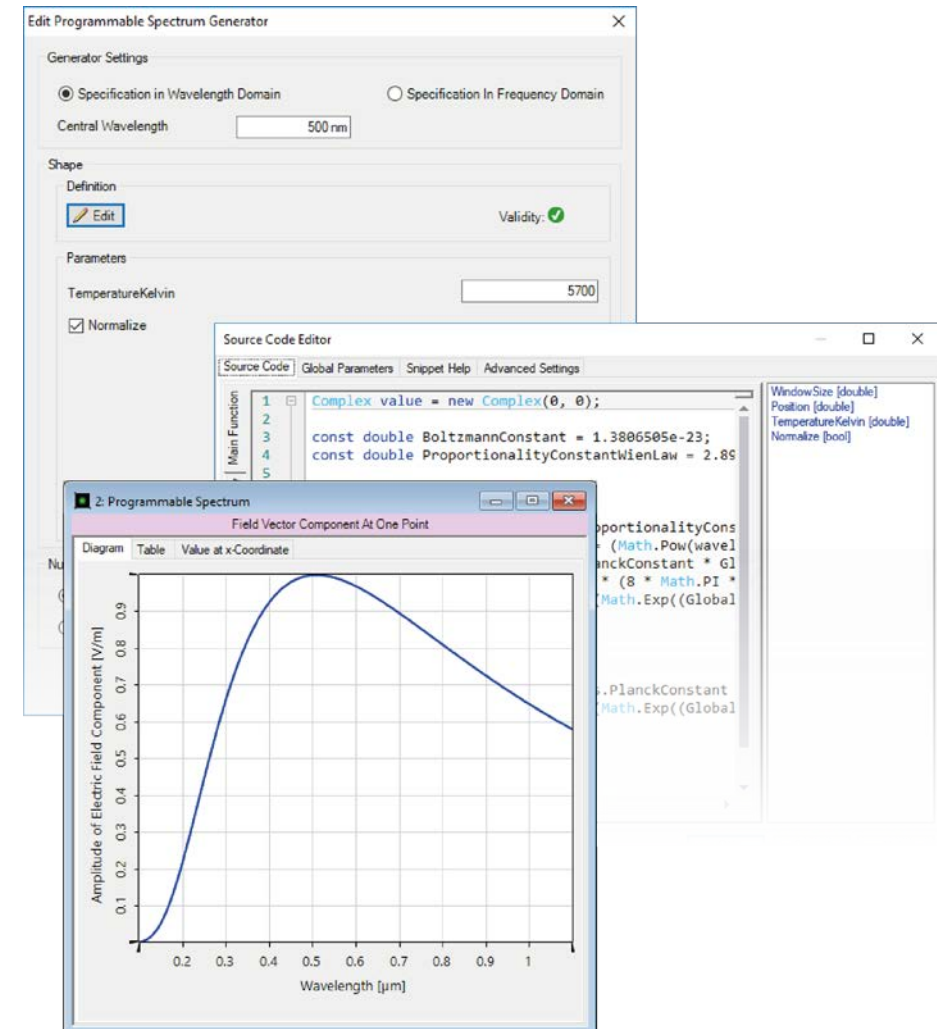 Edit Programmable Spectrum Generator
Generator Settings
Specification in Wavelength Domain
Specification In Frequency Domain
Central Wavelength
500 nm
Shape
Definition
Edit
Validity:
Parameters
TemperatureKelvin
5700
Normalize
Source Code Editor
Source Code
Global Parameters
Snippet Help
Advanced Settings
Main Function
1 Complex value = new Complex(0, 0);
2
3 const double BoltzmannConstant = 1.3806505e-23;
4 const double ProportionalityConstantWienLaw = 2.89
5
oportionalityCons
= (Math.Pow(wavel
anckConstant * Gl
* (8 * Math.PI *
(Math.Exp((Global
s.PlanckConstant
(Math.Exp((Global
WindowSize [double]
Position [double]
TemperatureKelvin [double]
Normalize [bool]
Nu
2: Programmable Spectrum
Field Vector Component At One Point
Diagram
Table
Value at x-Coordinate
Amplitude of Electric Field Component [V/m]
0.9
0.8
0.7
0.6
0.5
0.4
0.3
0.2
0.1
0.2 0.3 0.4 0.5 0.6 0.7 0.8 0.9 1
Wavelength [µm]